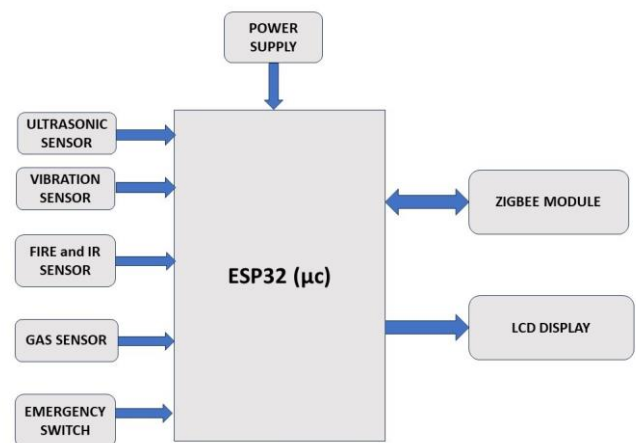 POWER
SUPPLY
ULTRASONIC
SENSOR
VIBRATION
SENSOR
FIRE and IR
SENSOR
GAS SENSOR
EMERGENCY
SWITCH
ESP32 (µc)
ZIGBEE MODULE
LCD DISPLAY